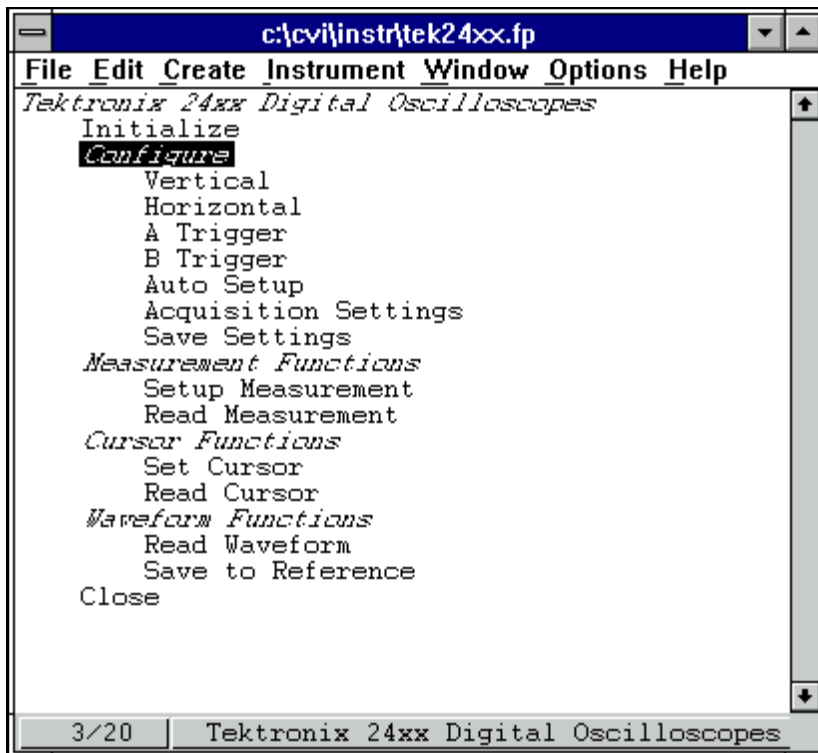 c:\cvi\instr\tek24xx.fp
File Edit Create Instrument Window Options Help
Tektronix 24xx Digital Oscilloscopes
Initialize
Configure
Vertical
Horizontal
A Trigger
B Trigger
Auto Setup
Acquisition Settings
Save Settings
Measurement Functions
Setup Measurement
Read Measurement
Cursor Functions
Set Cursor
Read Cursor
Waveform Functions
Read Waveform
Save to Reference
Close
3/20 Tektronix 24xx Digital Oscilloscopes